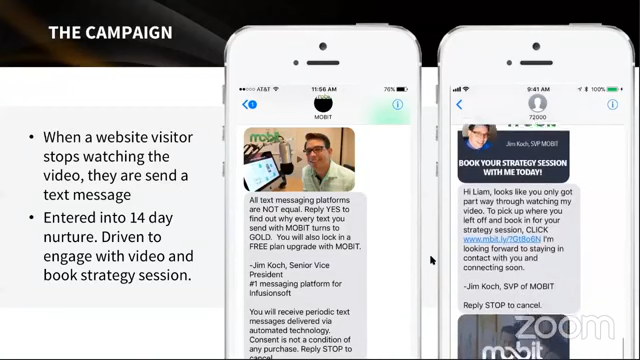 THE CAMPAIGN
• When a website visitor
stops watching the
video, they are send a
text message
• Entered into 14 day
nurture. Driven to
engage with video and
book strategy session.
AT&T
11:56 AM
76%
1
MOBIT
mobit
All text messaging platforms
are NOT equal. Reply YES to
find out why every text you
send with MOBIT turns to
GOLD. You will also lock in a
FREE plan upgrade with MOBIT.
-Jim Koch, Senior Vice
President
#1 messaging platform for
Infusionsoft
You will receive periodic text
messages delivered via
automated technology.
Consent is not a condition of
any purchase. Reply STOP to
cancel.
9:41 AM
100%
72000
Jim Koch, SVP MOBIT
BOOK YOUR STRATEGY SESSION
WITH ME TODAY!
Hi Liam, looks like you only got
part way through watching my
video. To pick up where you
left off and book in for your
strategy session, CLICK
www.mbit.ly/?Gt8o6N I'm
looking forward to staying in
contact with you and
connecting soon.
-Jim Koch, SVP of MOBIT
Reply STOP to cancel.
mobit
zoom